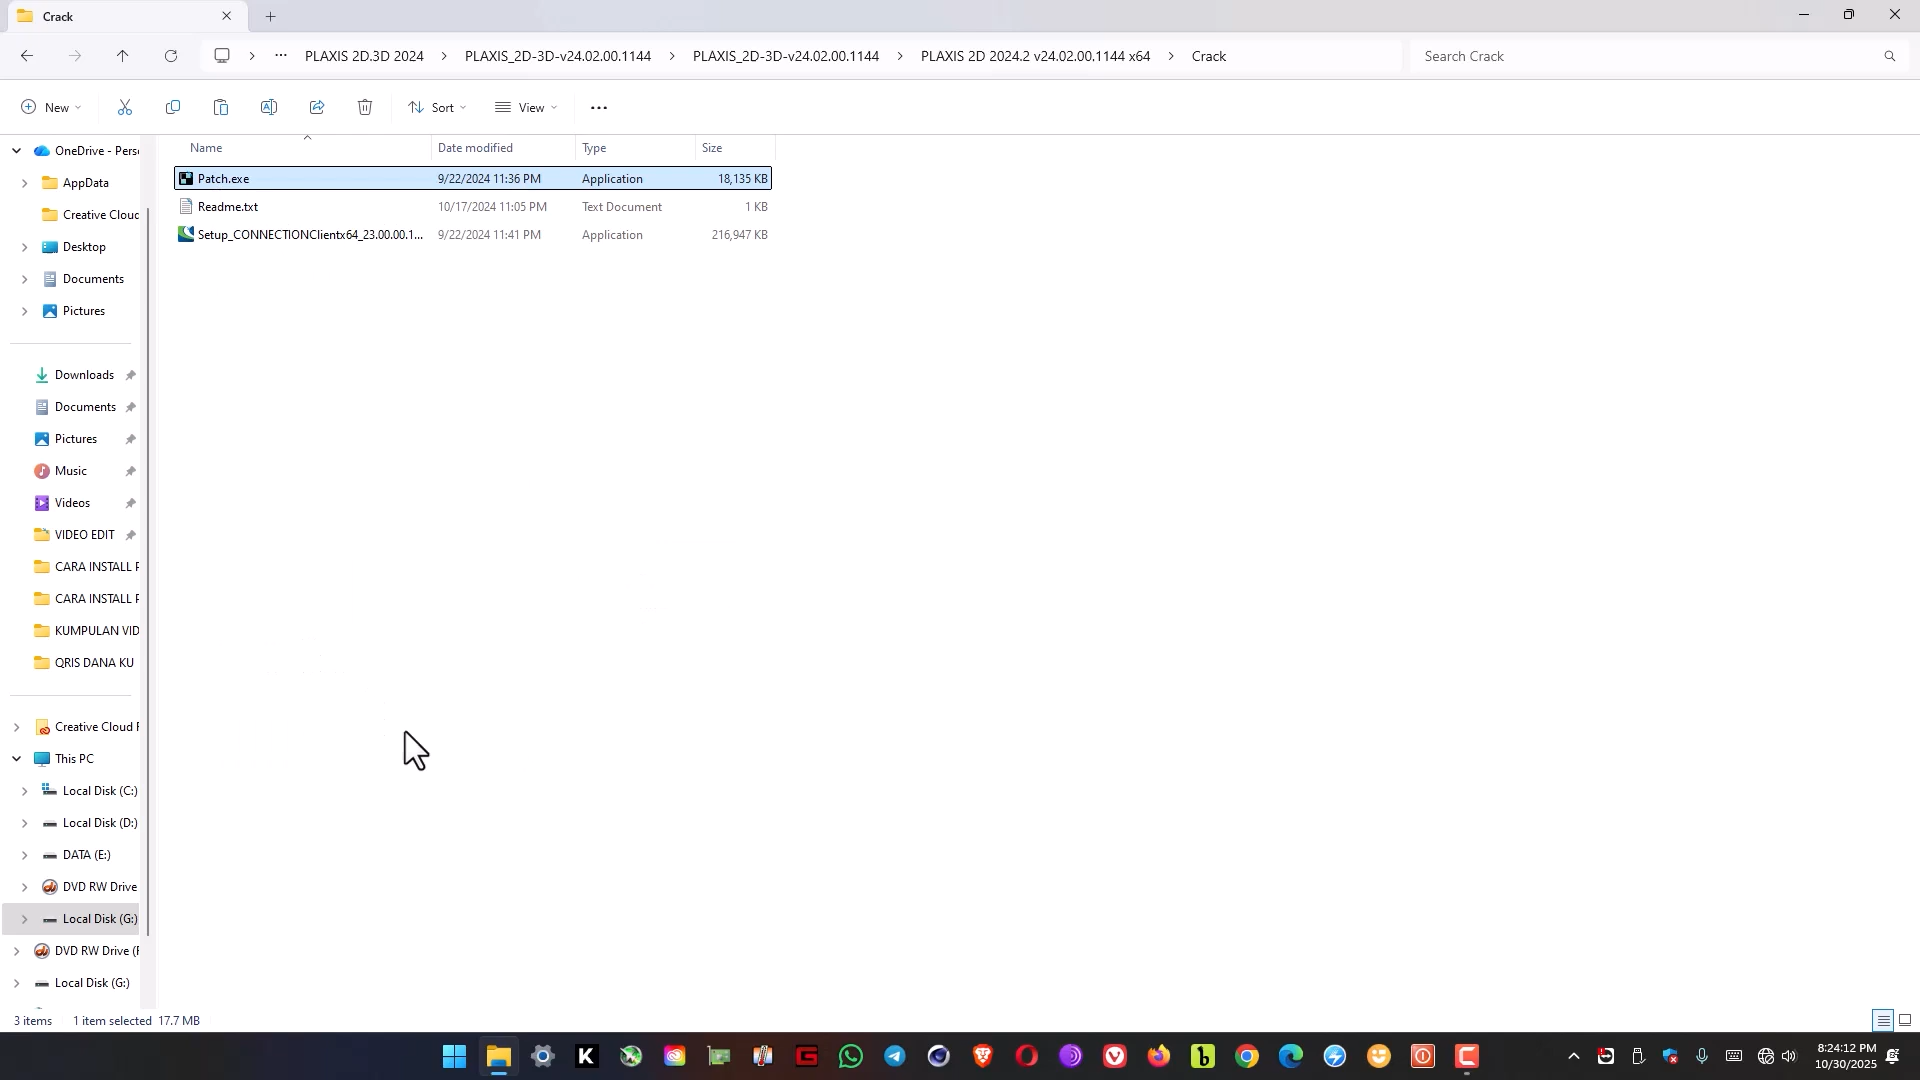 Crack
PLAXIS 2D.3D 2024
PLAXIS_2D-3D-v24.02.00.1144
PLAXIS_2D-3D-v24.02.00.1144
PLAXIS 2D 2024.2 v24.02.00.1144 x64
Crack
Search Crack
New
Sort
View
Name
Date modified
Type
Size
Patch.exe
9/22/2024 11:36 PM
Application
18,135 KB
Readme.txt
10/17/2024 11:05 PM
Text Document
1 KB
Setup_CONNECTIONClientx64_23.00.00.1...
9/22/2024 11:41 PM
Application
216,947 KB
OneDrive - Pers
AppData
Creative Cloud
Desktop
Documents
Pictures
Downloads
Documents
Pictures
Music
Videos
VIDEO EDIT
CARA INSTALL P
CARA INSTALL P
KUMPULAN VID
QRIS DANA KU
Creative Cloud F
This PC
Local Disk (C:)
Local Disk (D:)
DATA (E:)
DVD RW Drive
Local Disk (G:)
DVD RW Drive (F
Local Disk (G:)
3 items
1 item selected 17.7 MB
8:24:12 PM
10/30/2025